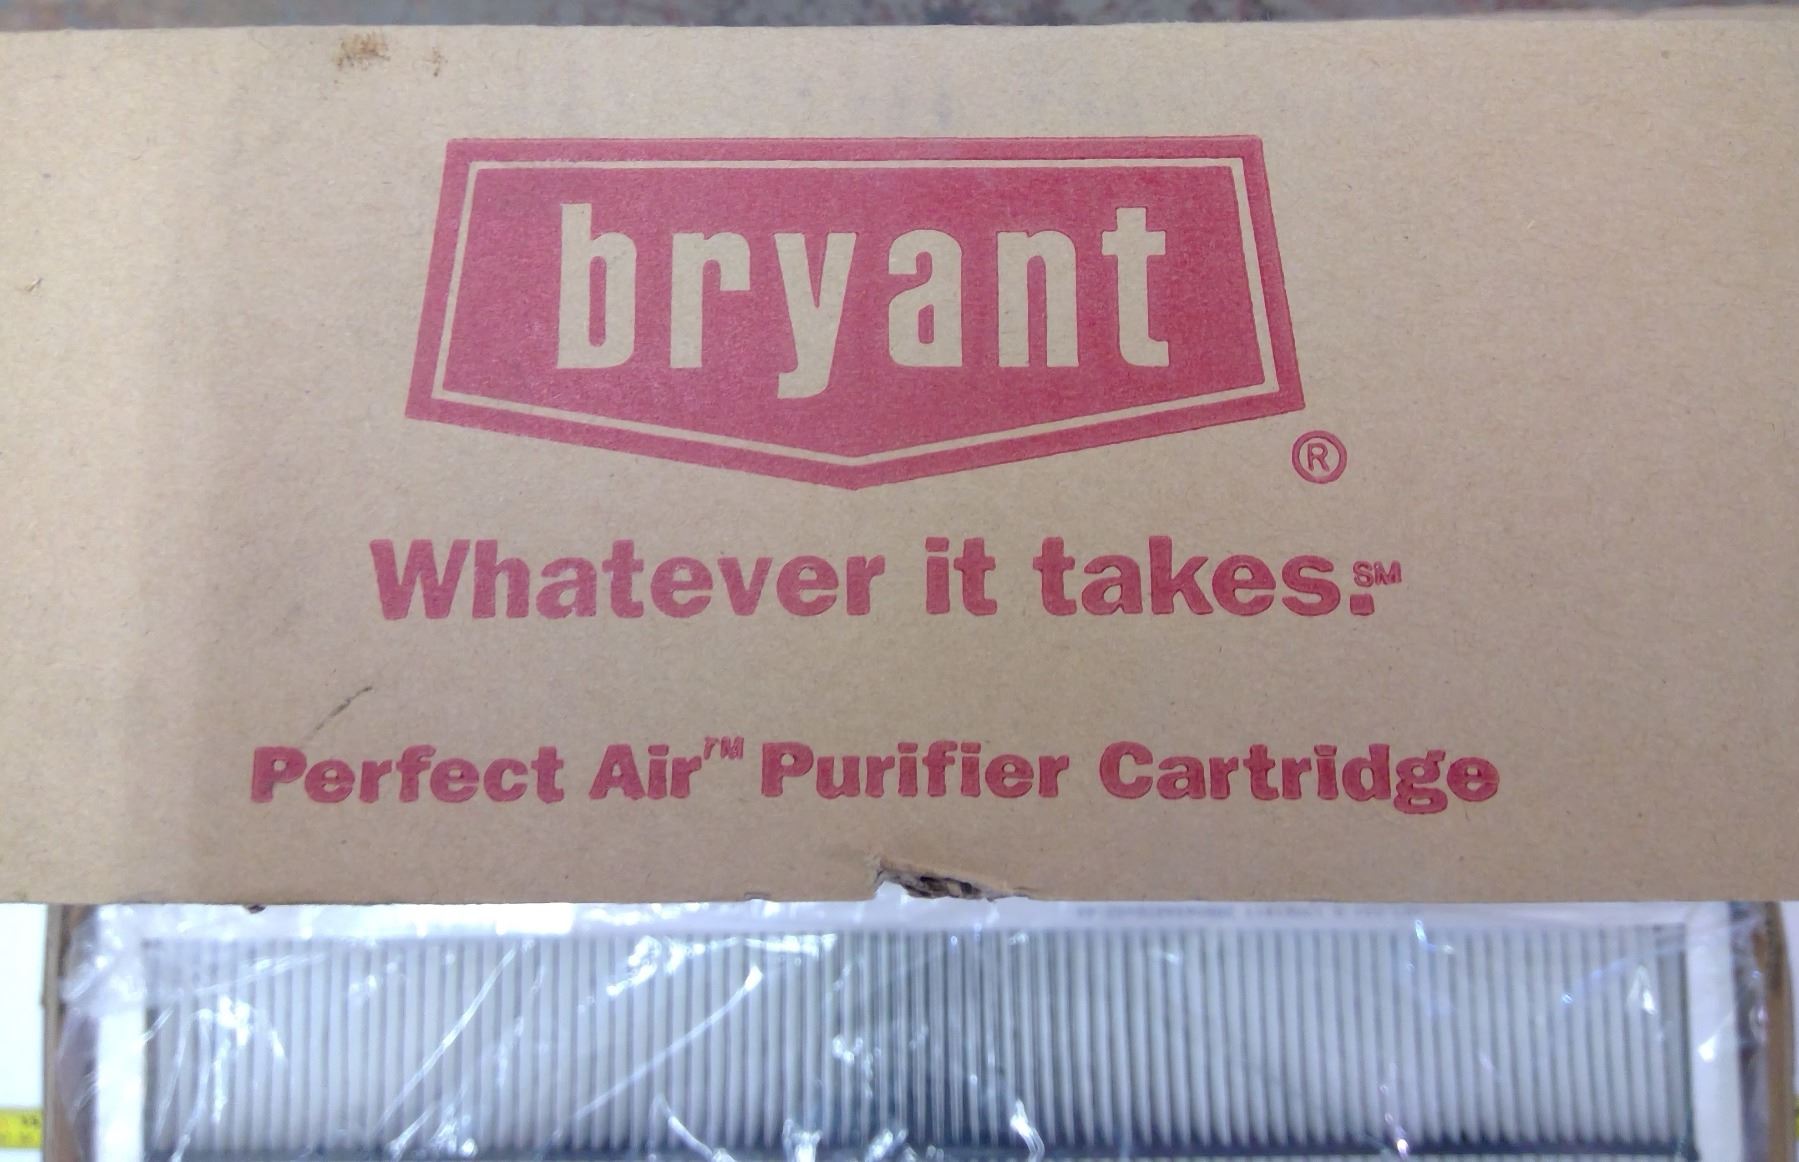 bryant
®
Whatever it takes.℠
Perfect Air™ Purifier Cartridge